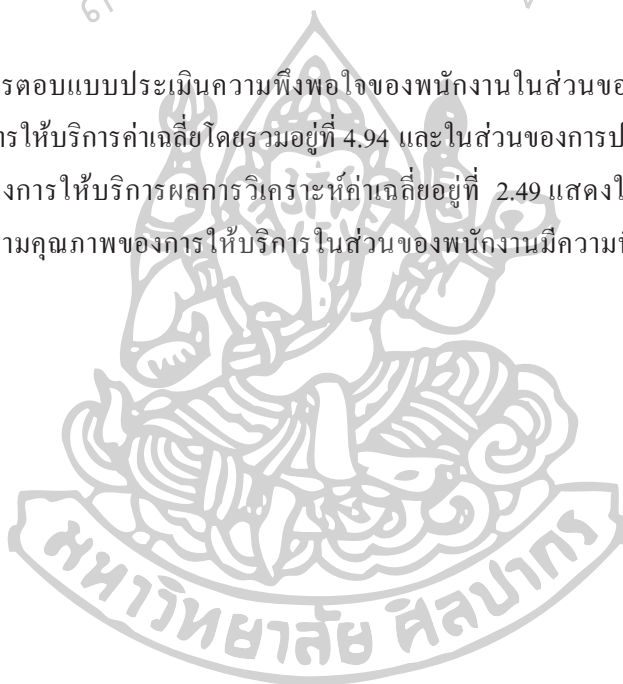 รตอบแบบประเมินความพึงพอใจของพนักงานในส่วนขอ
ารให้บริการค่าเฉลี่ยโดยรวมอยู่ที่ 4.94 และในส่วนของการป
งการให้บริการผลการวิเคราะห์ค่าเฉลี่ยอยู่ที่ 2.49 แสดงใ
ามคุณภาพของการให้บริการในส่วนของพนักงานมีความพ
มหาวิทยาลัย ศิลปากร